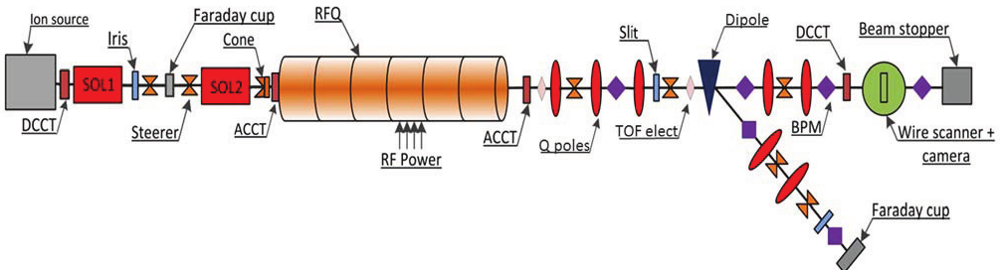 Ion source
Iris
Faraday cup
Cone
RFQ
Slit
Dipole
DCCT
Beam stopper
SOL1
SOL2
DCCT
Steerer
ACCT
RF Power
ACCT
Q poles
TOF elect
BPM
Wire scanner +
camera
Faraday cup